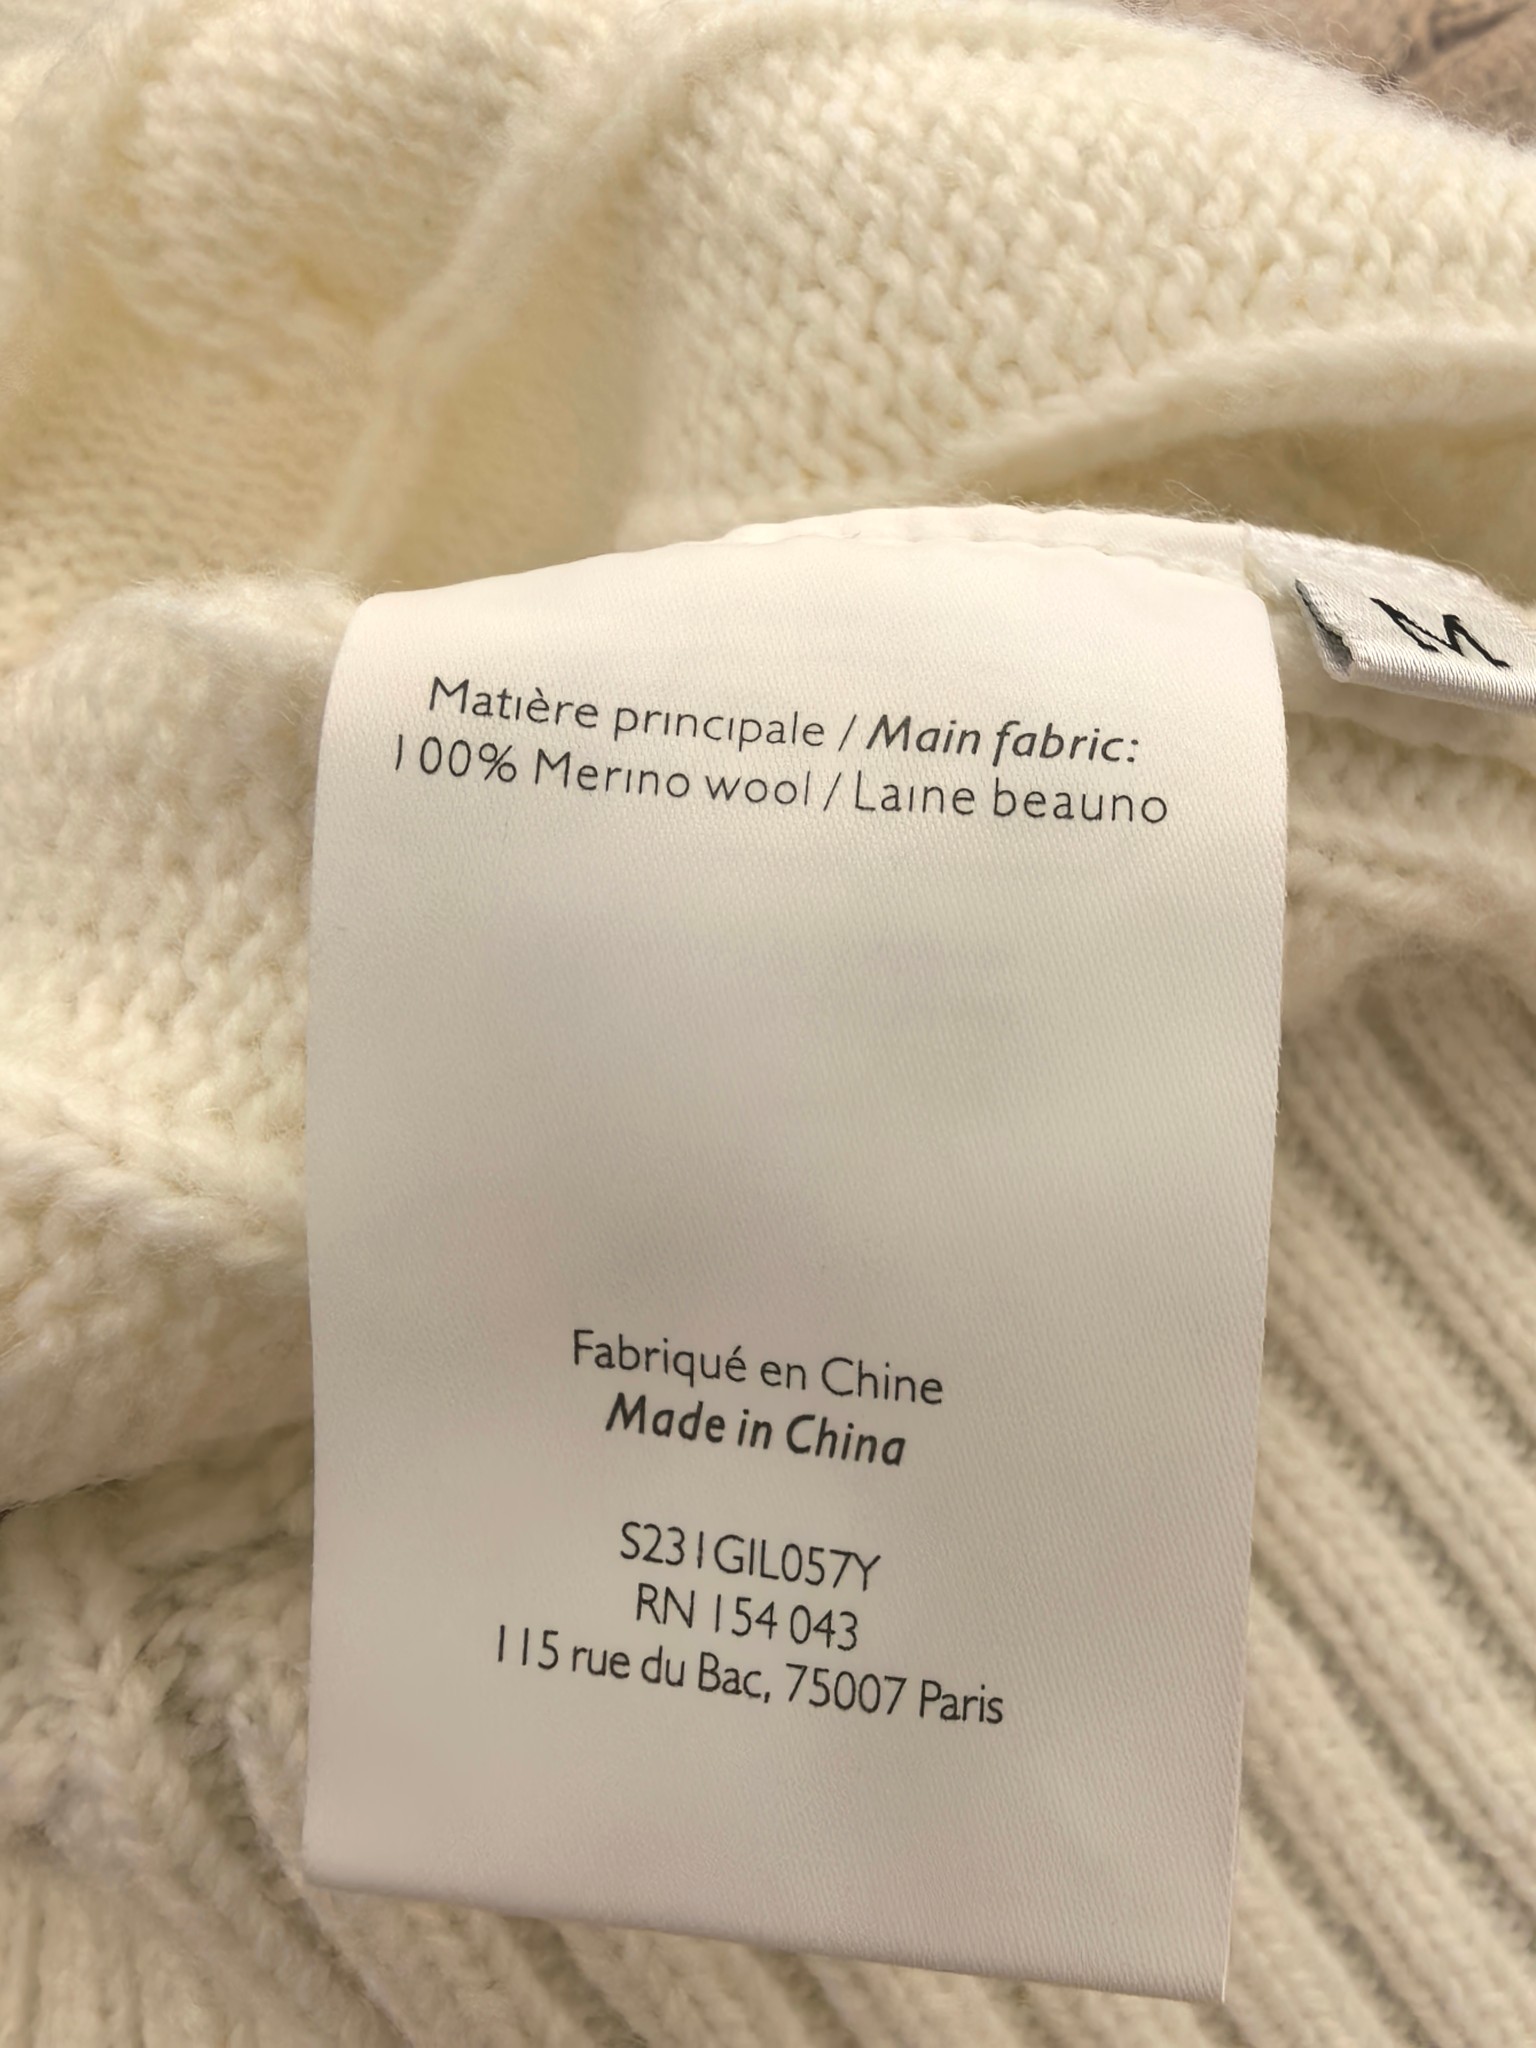 M
Matière principale / Main fabric:
100% Merino wool / Laine beauno
Fabriqué en Chine
Made in China
S231GIL057Y
RN 154 043
115 rue du Bac, 75007 Paris